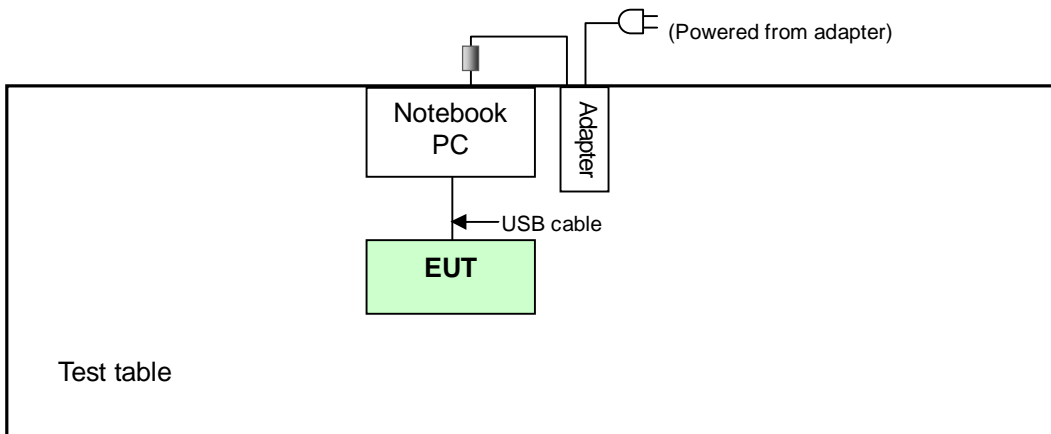 (Powered from adapter)
Notebook
PC
Adapter
USB cable
EUT
Test table